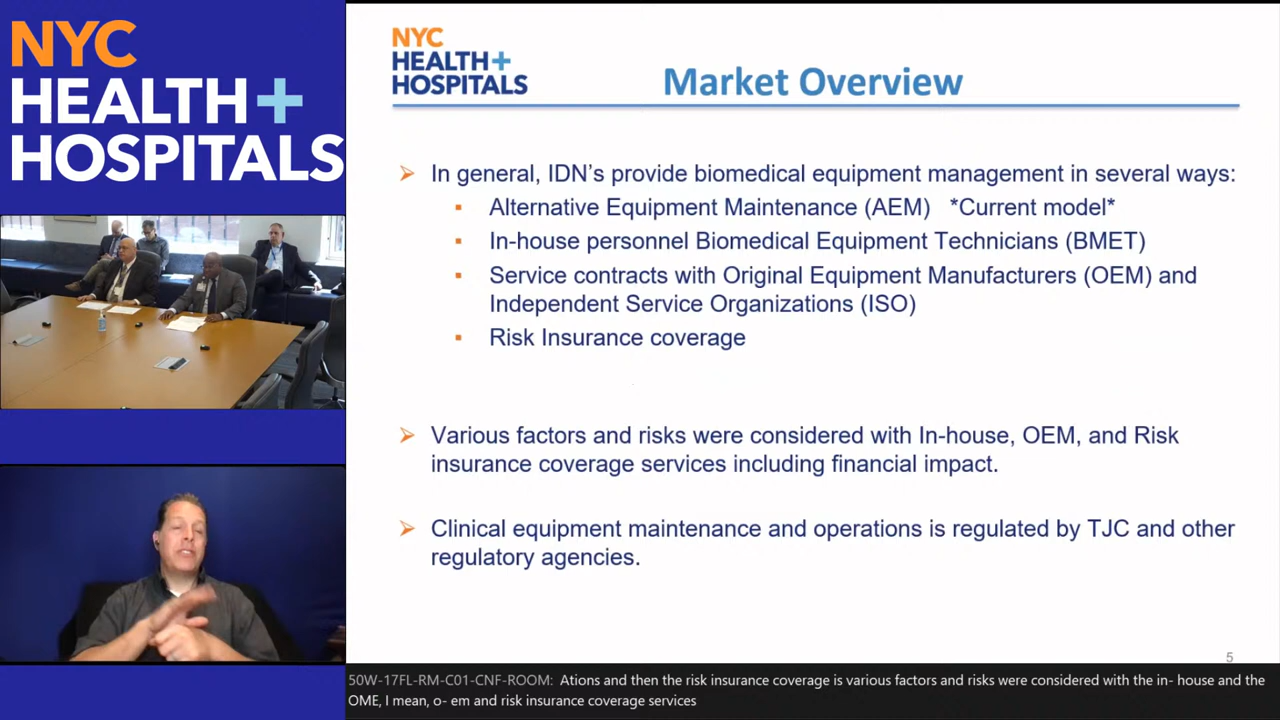 NYC
HEALTH+
HOSPITALS
NYC
HEALTH+
HOSPITALS
Market Overview
➢ In general, IDN's provide biomedical equipment management in several ways:
▪ Alternative Equipment Maintenance (AEM) *Current model*
▪ In-house personnel Biomedical Equipment Technicians (BMET)
▪ Service contracts with Original Equipment Manufacturers (OEM) and
Independent Service Organizations (ISO)
▪ Risk Insurance coverage
➢ Various factors and risks were considered with In-house, OEM, and Risk
insurance coverage services including financial impact.
➢ Clinical equipment maintenance and operations is regulated by TJC and other
regulatory agencies.
5
50W-17FL-RM-C01-CNF-ROOM: Ations and then the risk insurance coverage is various factors and risks were considered with the in- house and the
OME, I mean, o- em and risk insurance coverage services